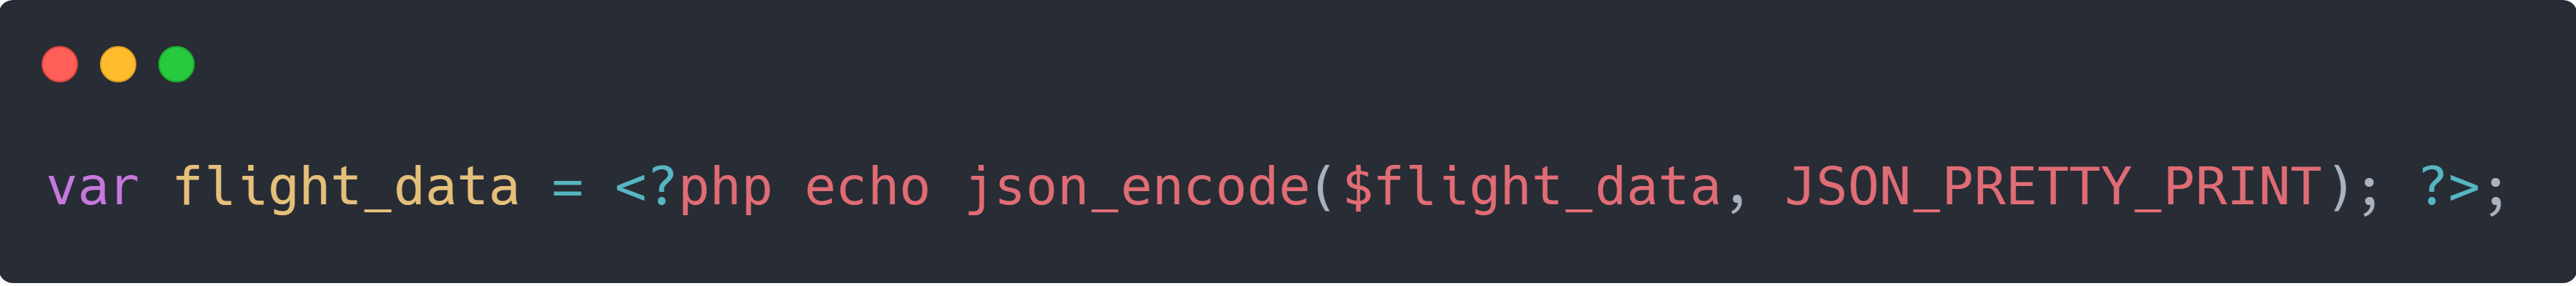 var flight_data = <?php echo json_encode($flight_data, JSON_PRETTY_PRINT); ?>;